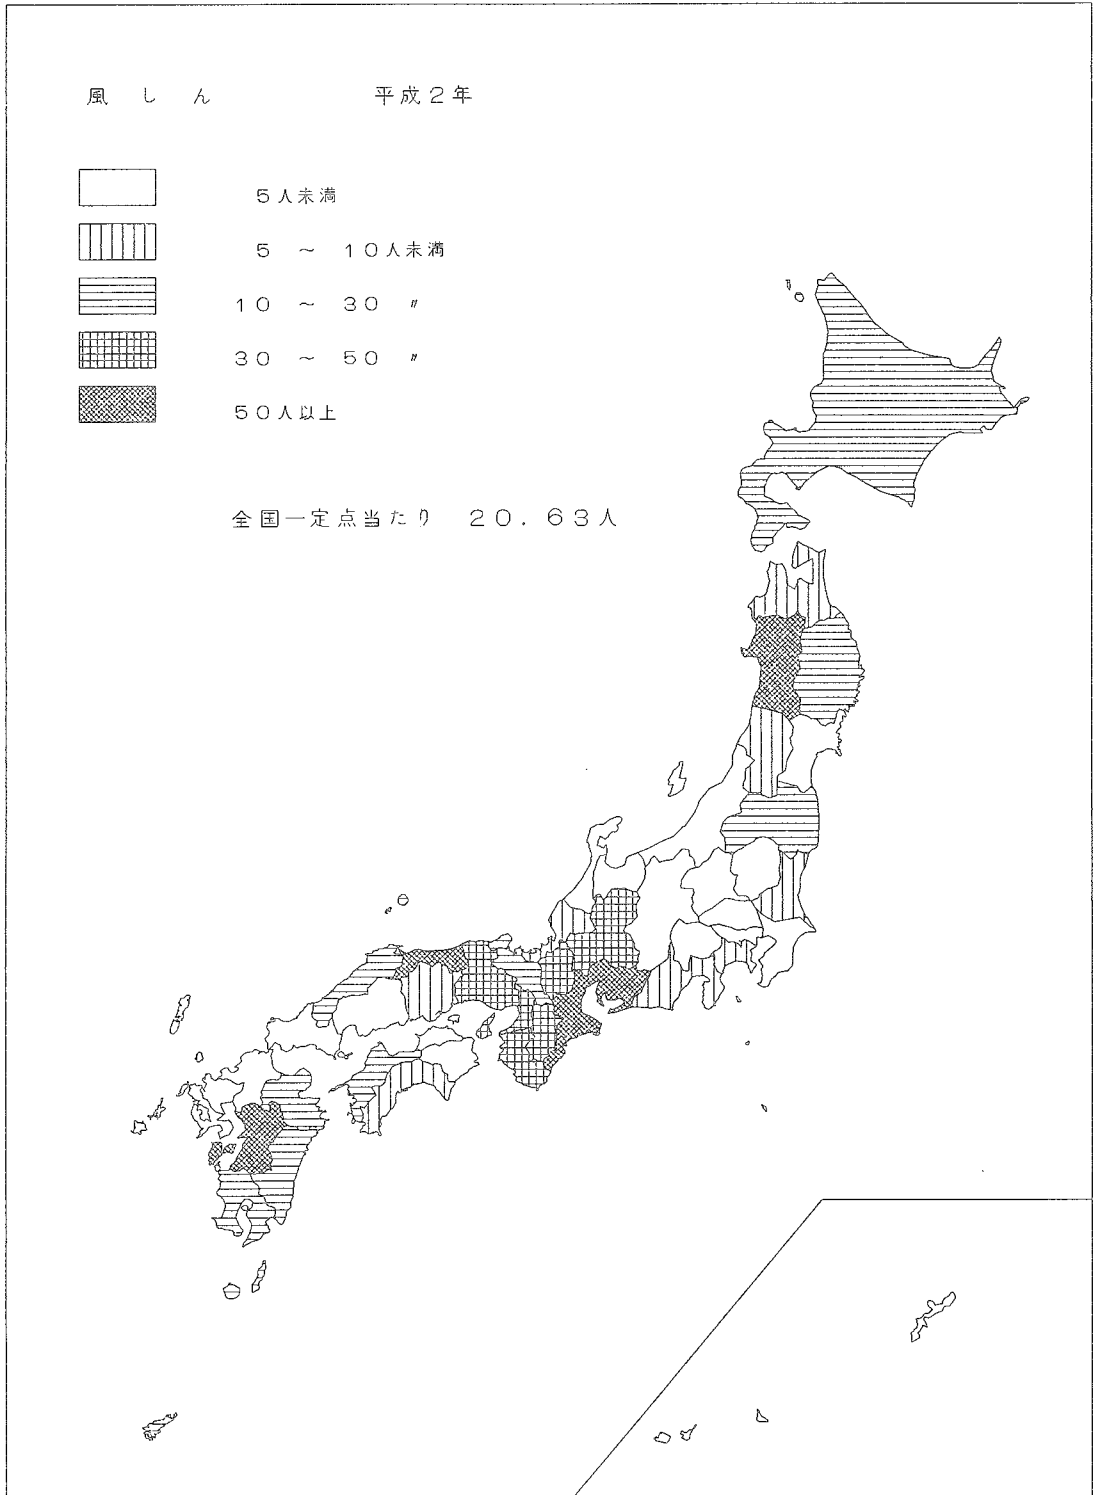 風しん 平成2年
5人未満
5 ～ 10人未満
10 ～ 30 〃
30 ～ 50 〃
50人以上
全国一定点当たり 20.63人